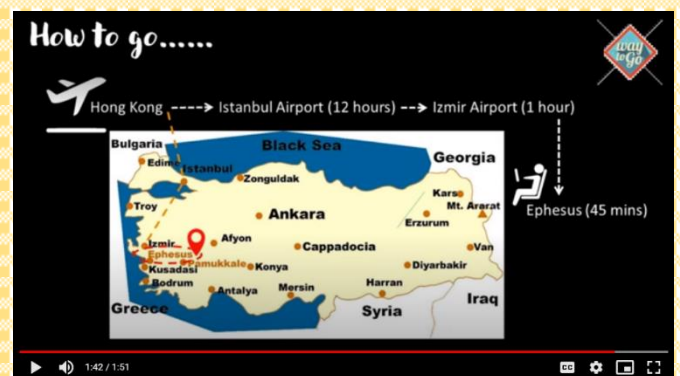 How to go......
way to Go
Hong Kong ----> Istanbul Airport (12 hours) --> Izmir Airport (1 hour)
Ephesus (45 mins)
Bulgaria
Black Sea
Georgia
Edirne
Istanbul
Zonguldak
Kars
Mt. Ararat
Troy
Ankara
Erzurum
Izmir
Afyon
Cappadocia
Van
Ephesus
Pamukkale
Konya
Diyarbakir
Kusadasi
Bodrum
Antalya
Mersin
Harran
Greece
Syria
Iraq
1:42 / 1:51
CC